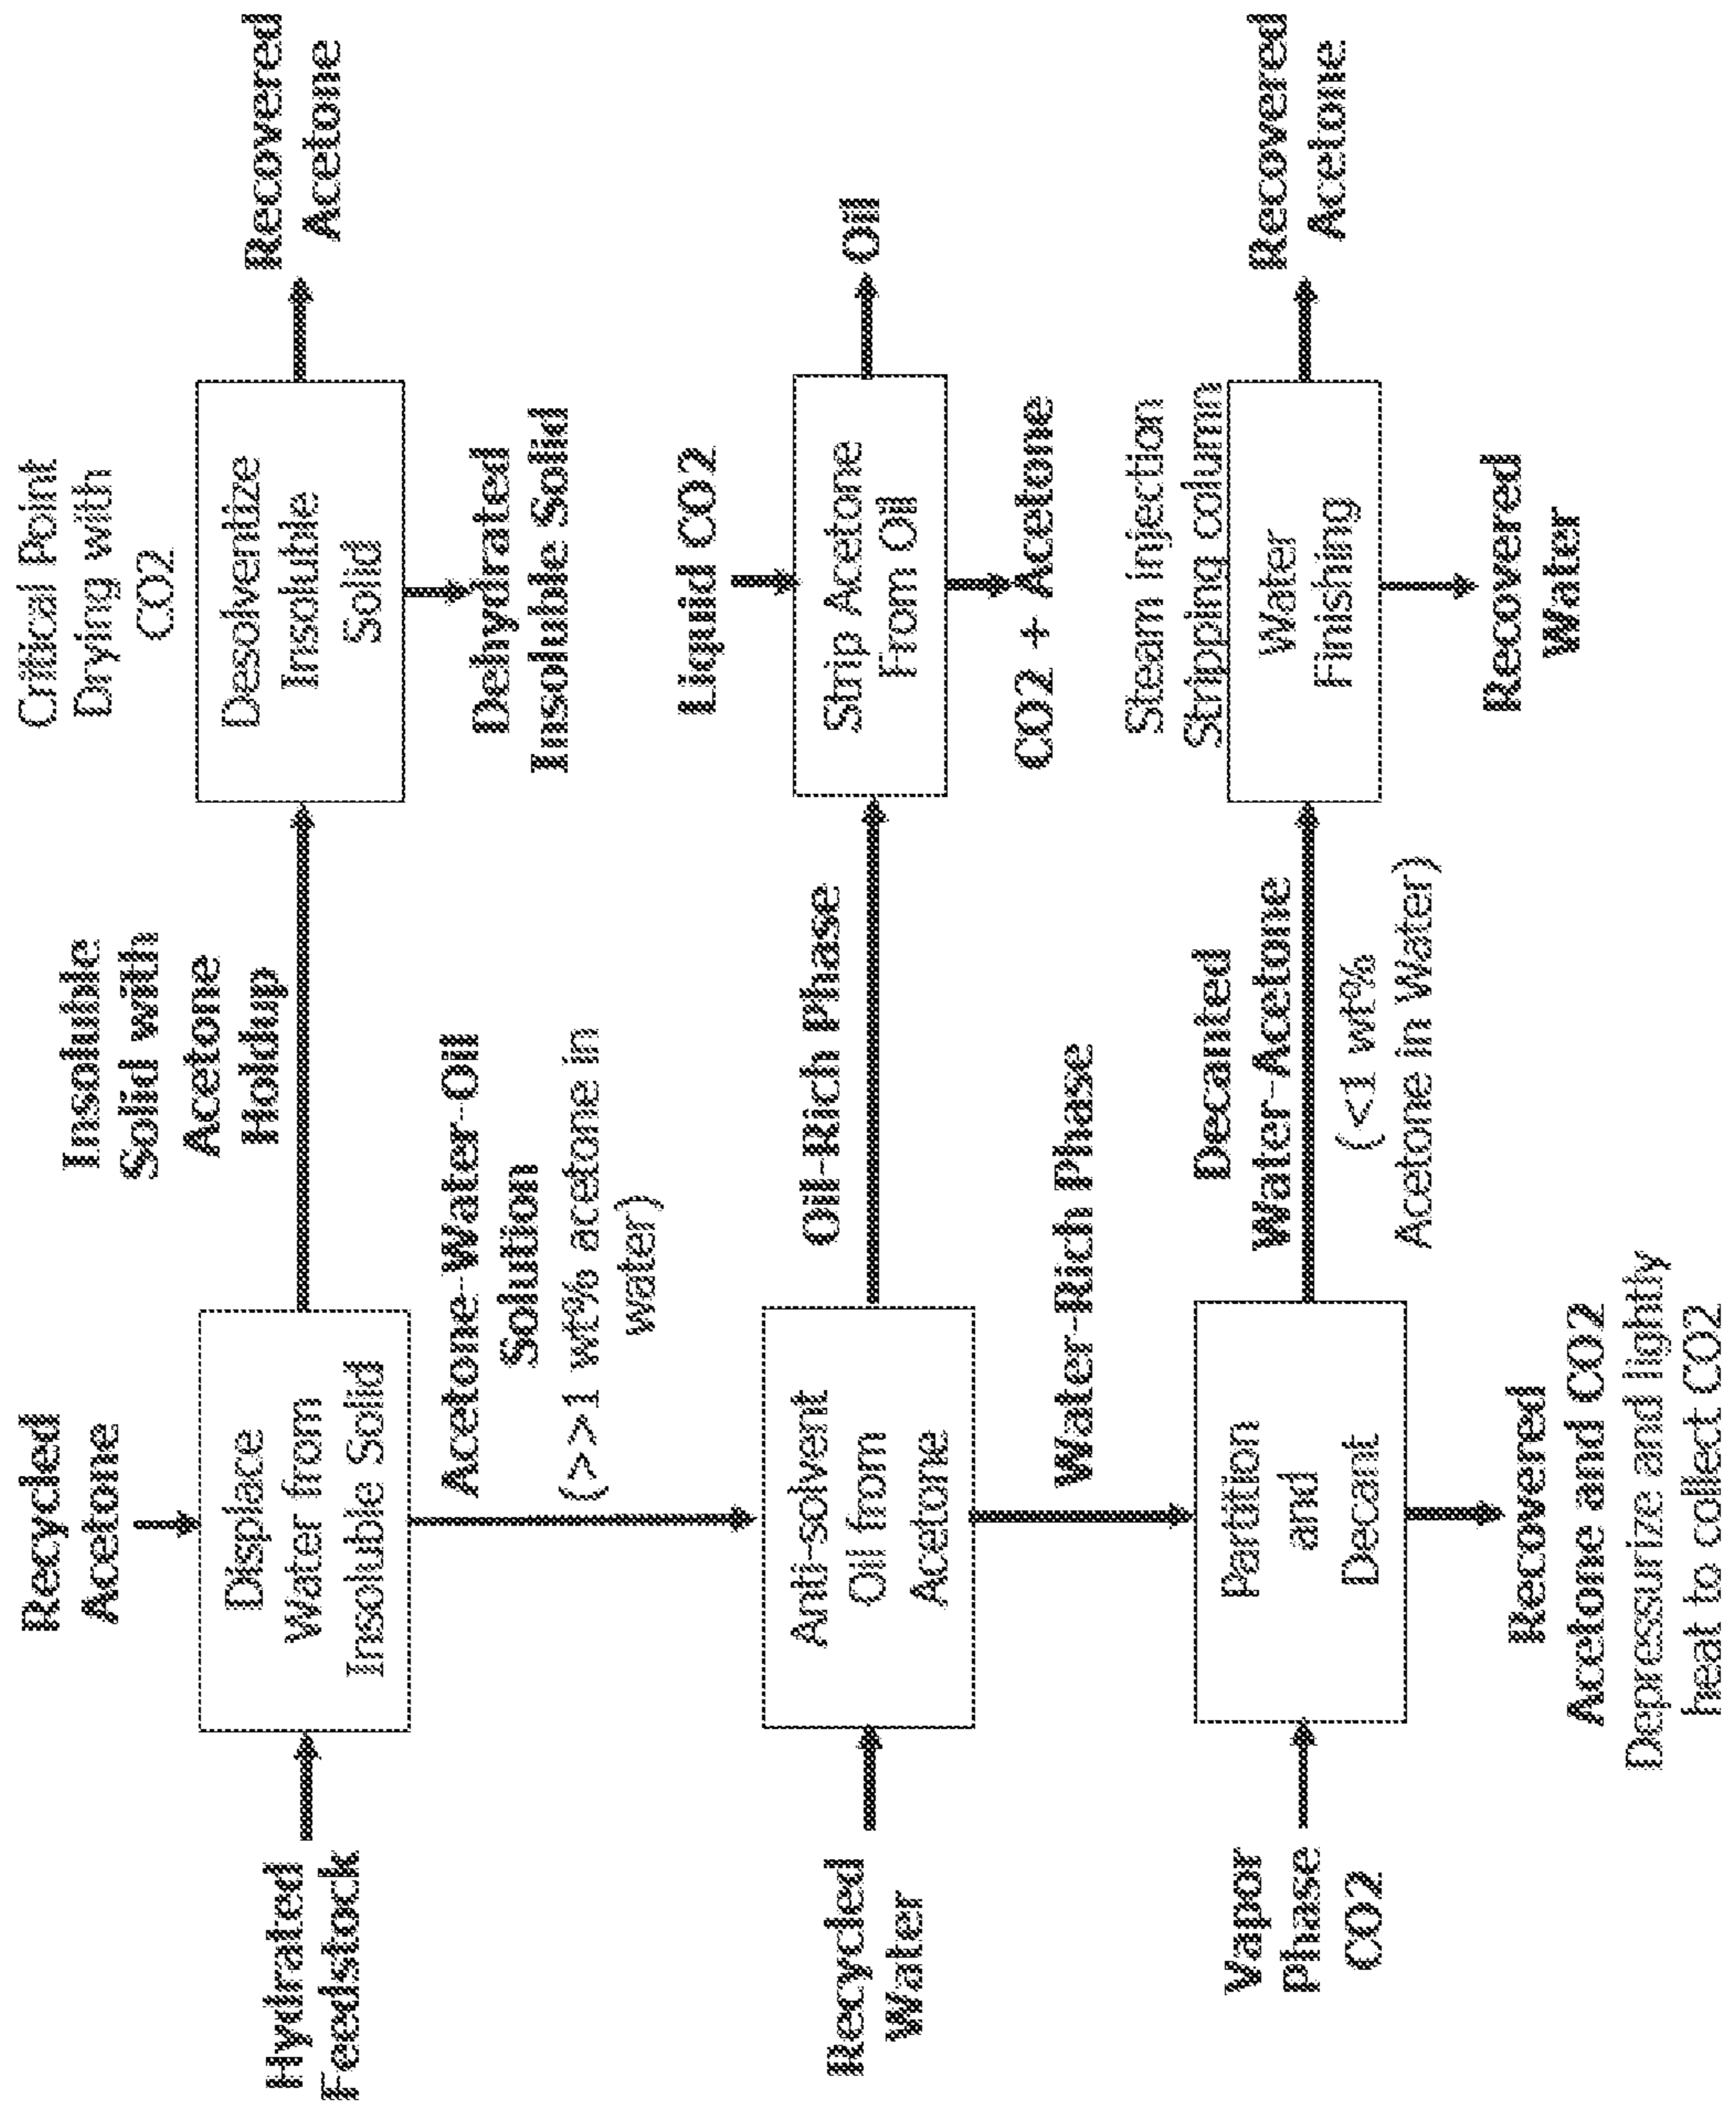 Recycled
Acetone
Insoluble
Solid with
Acetone
Holdup
Critical Point
Drying with
CO2
Hydrated
Feedstock
Displace
Water from
Insoluble Solid
Desolventize
Insoluble
Solid
Recovered
Acetone
Acetone-Water-Oil
Solution
(>>1 wt% acetone in
water)
Dehydrated
Insoluble Solid
Liquid CO2
Recycled
Water
Anti-solvent
Oil from
Acetone
Oil-Rich Phase
Strip Acetone
From Oil
Oil
Water-Rich Phase
CO2 + Acetone
Steam injection
Stripping column
Vapor
Phase
CO2
Partition
and
Decant
Decanted
Water-Acetone
(<1 wt%
Acetone in Water)
Water
Finishing
Recovered
Acetone
Recovered
Acetone and CO2
Depressurize and lightly
heat to collect CO2
Recovered
Water